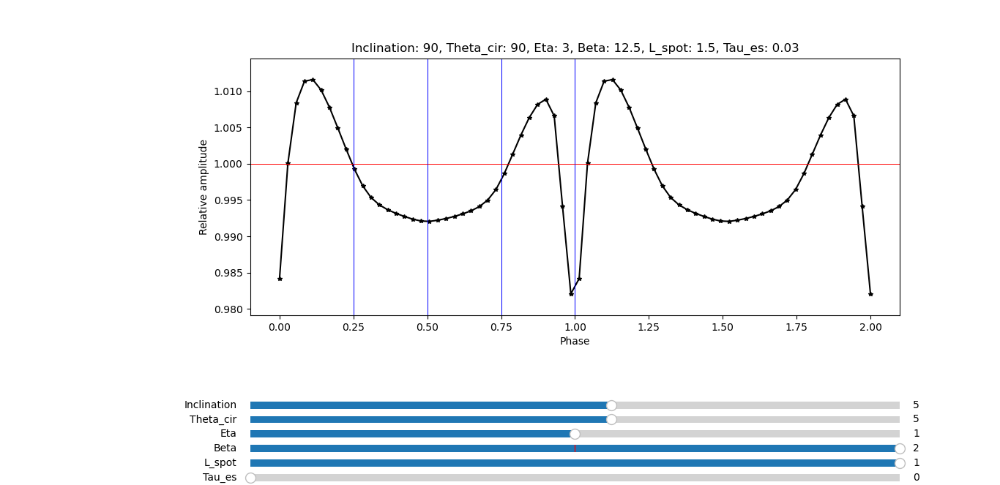 Inclination: 90, Theta_cir: 90, Eta: 3, Beta: 12.5, L_spot: 1.5, Tau_es: 0.03
1.010
1.005
1.000
0.995
0.990
0.985
0.980
Relative amplitude
0.00 0.25 0.50 0.75 1.00 1.25 1.50 1.75 2.00
Phase
Inclination 5
Theta_cir 5
Eta 1
Beta 2
L_spot 1
Tau_es 0